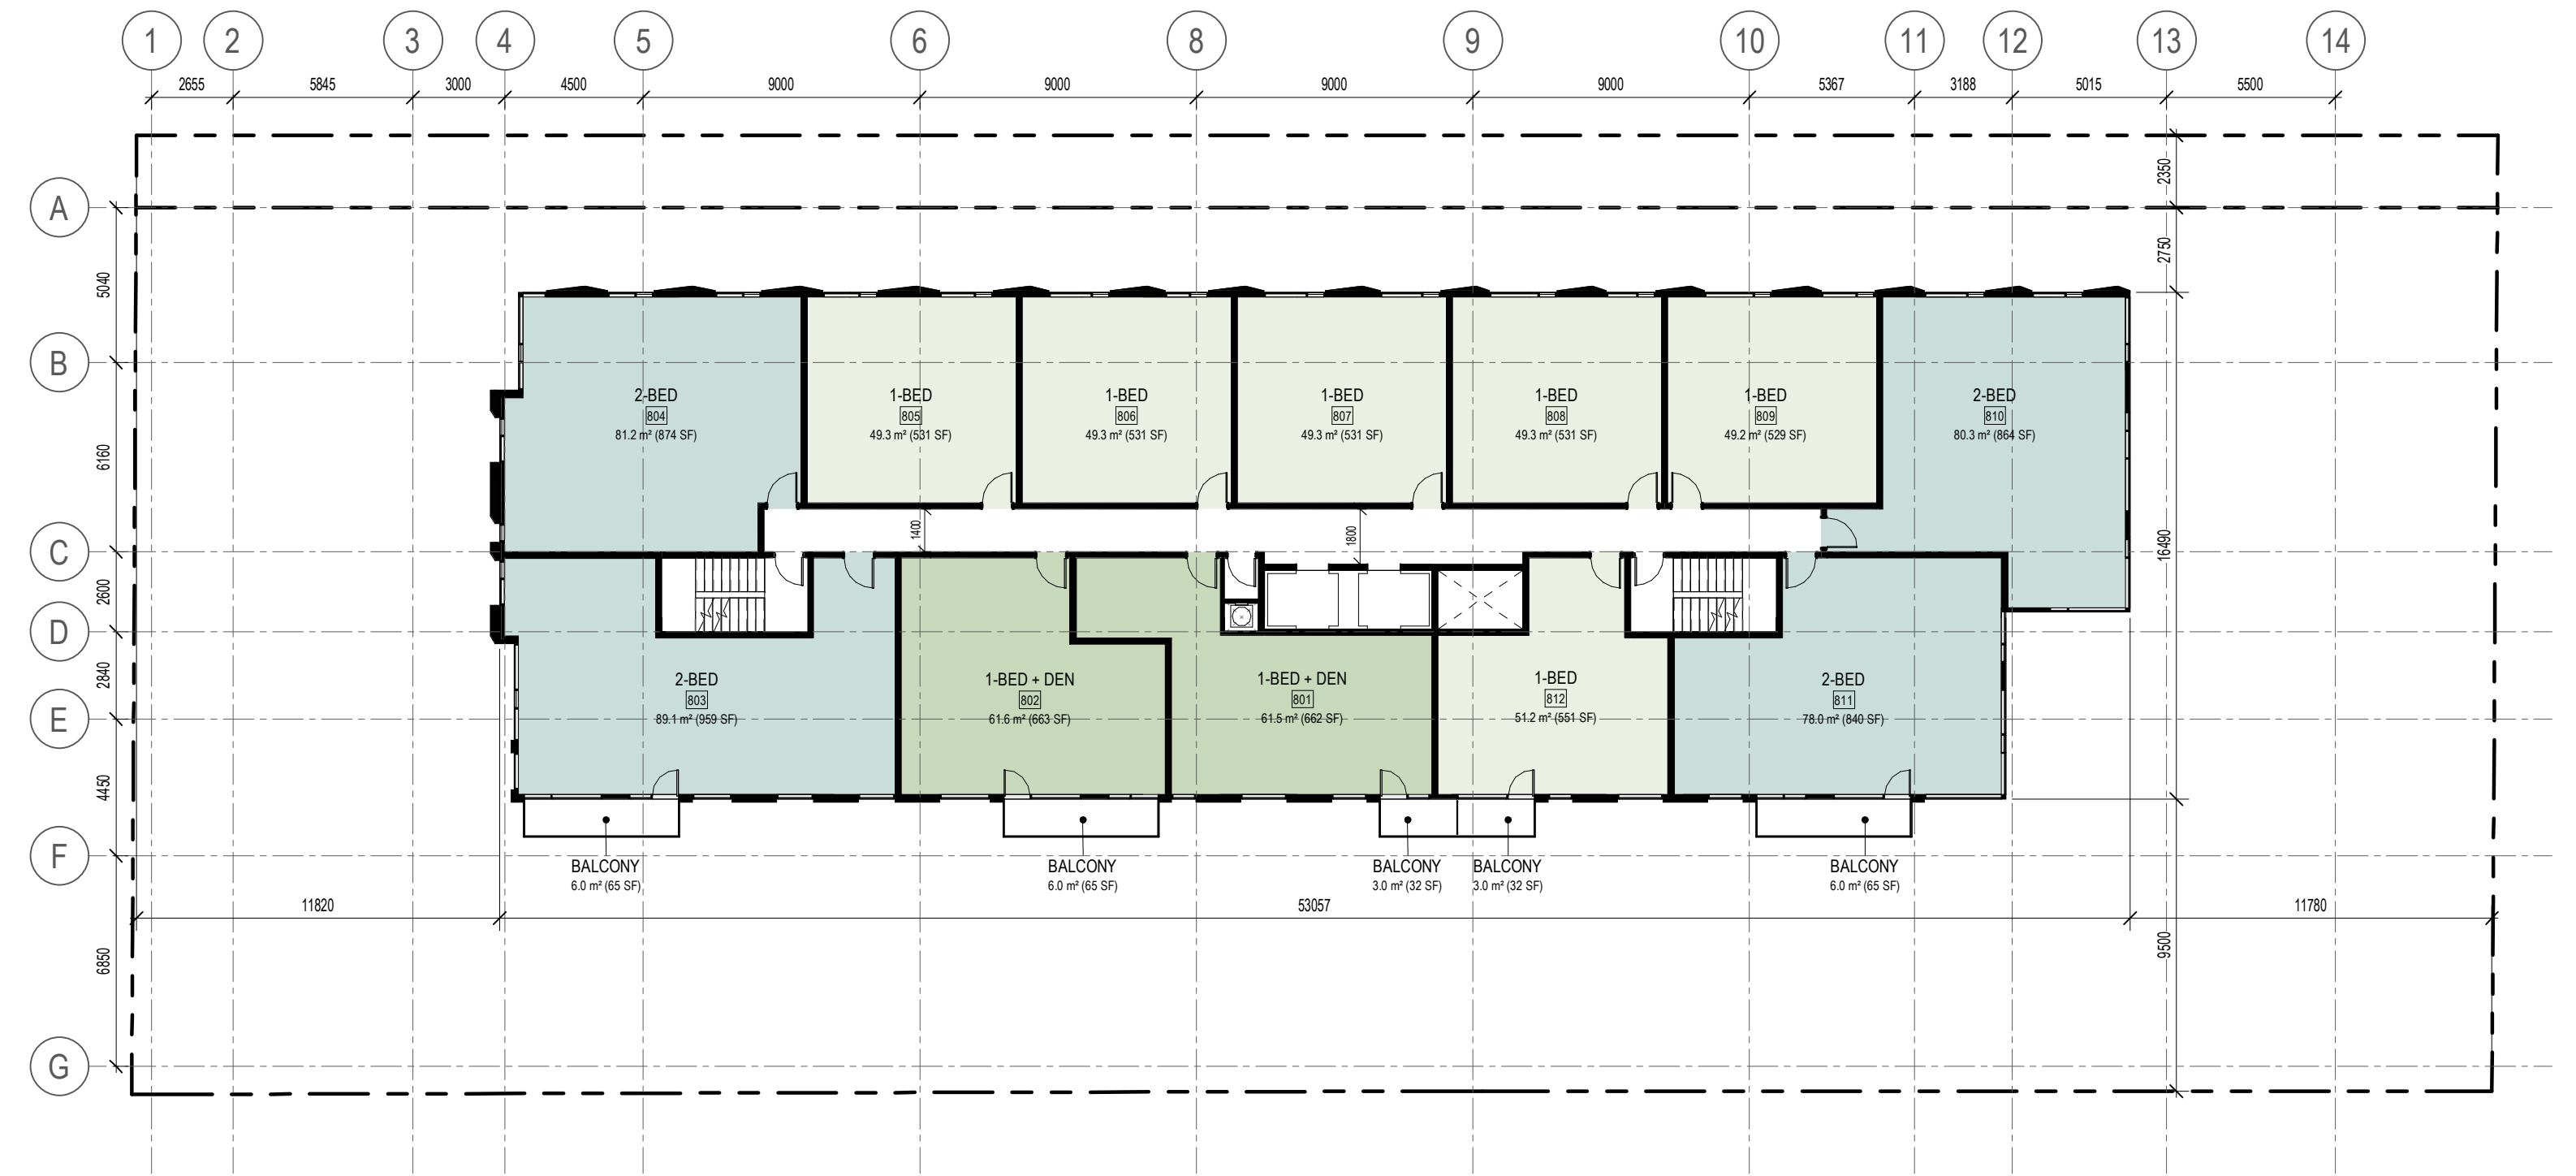 1 2 3 4 5 6 8 9 10 11 12 13 14
2655 5845 3000 4500 9000 9000 9000 9000 5367 3188 5015 5500
2350
A
2750
5040
B
2-BED 1-BED 1-BED 1-BED 1-BED 1-BED 2-BED
804 805 806 807 808 809 810
81.2 m² (874 SF) 49.3 m² (531 SF) 49.3 m² (531 SF) 49.3 m² (531 SF) 49.3 m² (531 SF) 49.2 m² (529 SF) 80.3 m² (864 SF)
6160
1400 1800
C
16490
2600
D
2840
2-BED 1-BED + DEN 1-BED + DEN 1-BED 2-BED
803 802 801 812 811
89.1 m² (959 SF) 61.6 m² (663 SF) 61.5 m² (662 SF) 51.2 m² (551 SF) 78.0 m² (840 SF)
E
4450
F
BALCONY BALCONY BALCONY BALCONY BALCONY
6.0 m² (65 SF) 6.0 m² (65 SF) 3.0 m² (32 SF) 3.0 m² (32 SF) 6.0 m² (65 SF)
11820 53057 11780
9500
6850
G